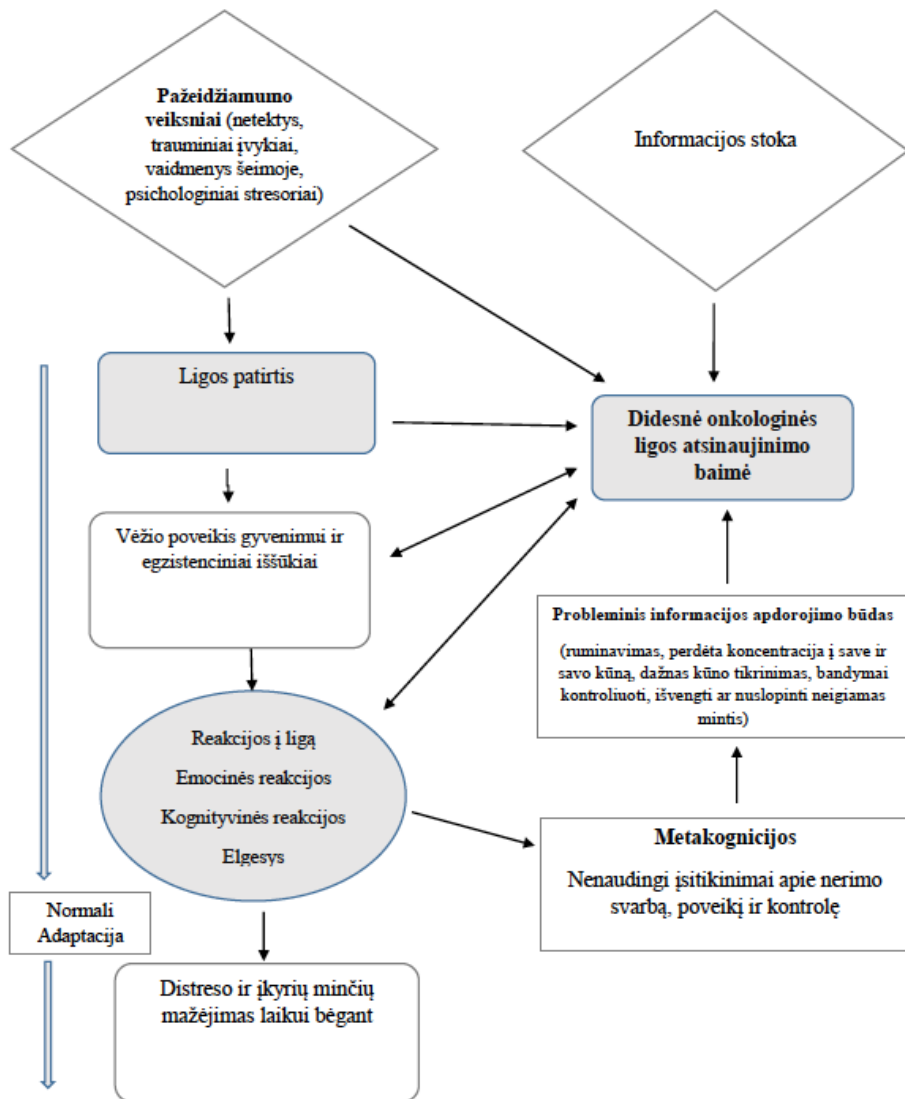 Pažeidžiamumo
veiksniai (netektys,
trauminiai įvykiai,
vaidmenys šeimoje,
psichologiniai stresoriai)
Informacijos stoka
Ligos patirtis
Didesnė onkologinės
ligos atsinaujinimo
baimė
Vėžio poveikis gyvenimui ir
egzistenciniai iššūkiai
Probleminis informacijos apdorojimo būdas
(ruminavimas, perdėta koncentracija į save ir
savo kūną, dažnas kūno tikrinimas, bandymai
kontroliuoti, išvengti ar nuslopinti neigiamas
mintis)
Reakcijos į ligą
Emocinės reakcijos
Kognityvinės reakcijos
Elgesys
Metakognicijos
Nenaudingi įsitikinimai apie nerimo
svarbą, poveikį ir kontrolę
Normali
Adaptacija
Distreso ir įkyrių minčių
mažėjimas laikui bėgant